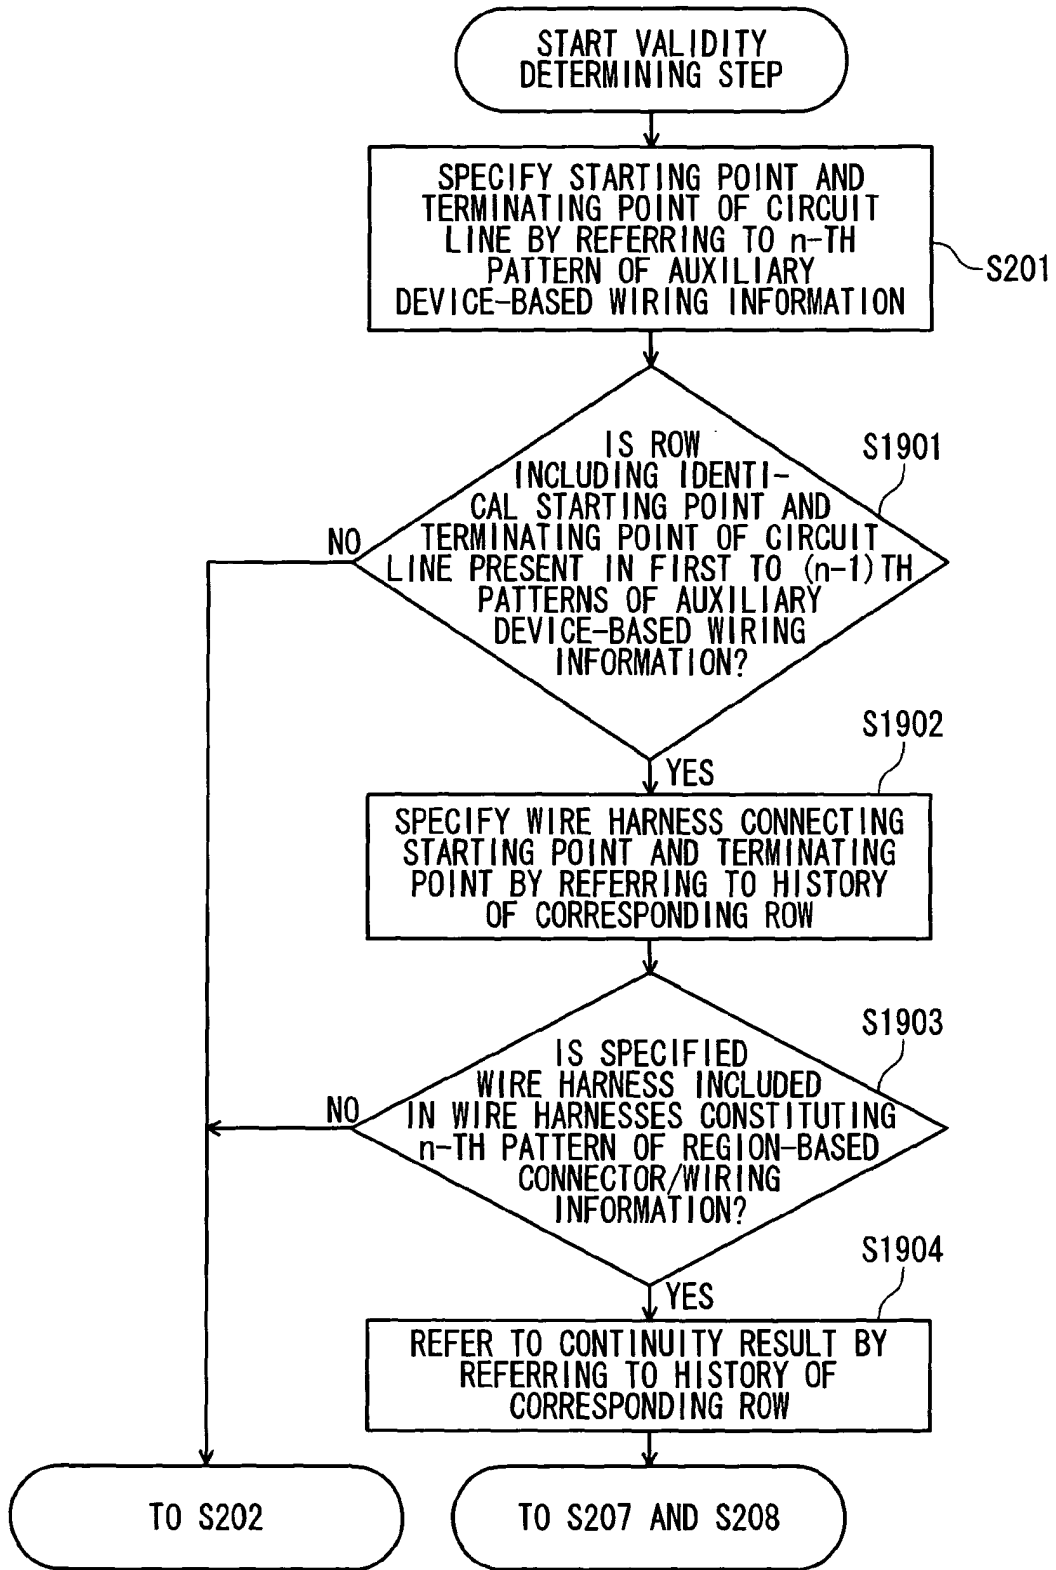 START VALIDITY
DETERMINING STEP
SPECIFY STARTING POINT AND
TERMINATING POINT OF CIRCUIT
LINE BY REFERRING TO n-TH
PATTERN OF AUXILIARY
DEVICE-BASED WIRING INFORMATION
S201
IS ROW
INCLUDING IDENTI-
CAL STARTING POINT AND
TERMINATING POINT OF CIRCUIT
LINE PRESENT IN FIRST TO (n-1)TH
PATTERNS OF AUXILIARY
DEVICE-BASED WIRING
INFORMATION?
S1901
NO
YES
S1902
SPECIFY WIRE HARNESS CONNECTING
STARTING POINT AND TERMINATING
POINT BY REFERRING TO HISTORY
OF CORRESPONDING ROW
S1903
IS SPECIFIED
WIRE HARNESS INCLUDED
IN WIRE HARNESSES CONSTITUTING
n-TH PATTERN OF REGION-BASED
CONNECTOR/WIRING
INFORMATION?
NO
YES
S1904
REFER TO CONTINUITY RESULT BY
REFERRING TO HISTORY OF
CORRESPONDING ROW
TO S202
TO S207 AND S208